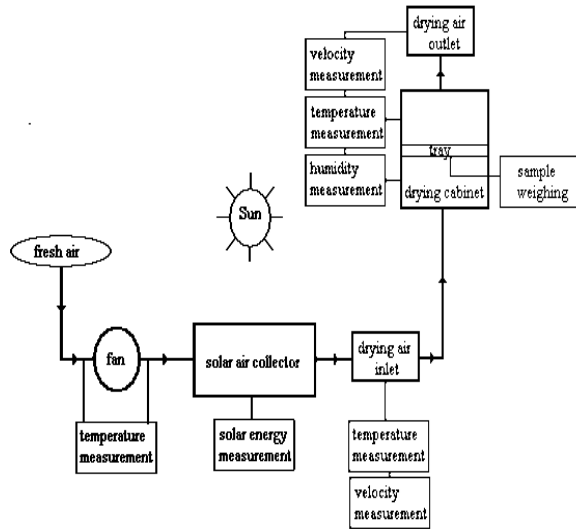 drying air
outlet
velocity
measurement
temperature
measurement
humidity
measurement
tray
drying cabinet
sample
weighing
Sun
fresh air
fan
solar air collector
drying air
inlet
temperature
measurement
solar energy
measurement
temperature
measurement
velocity
measurement